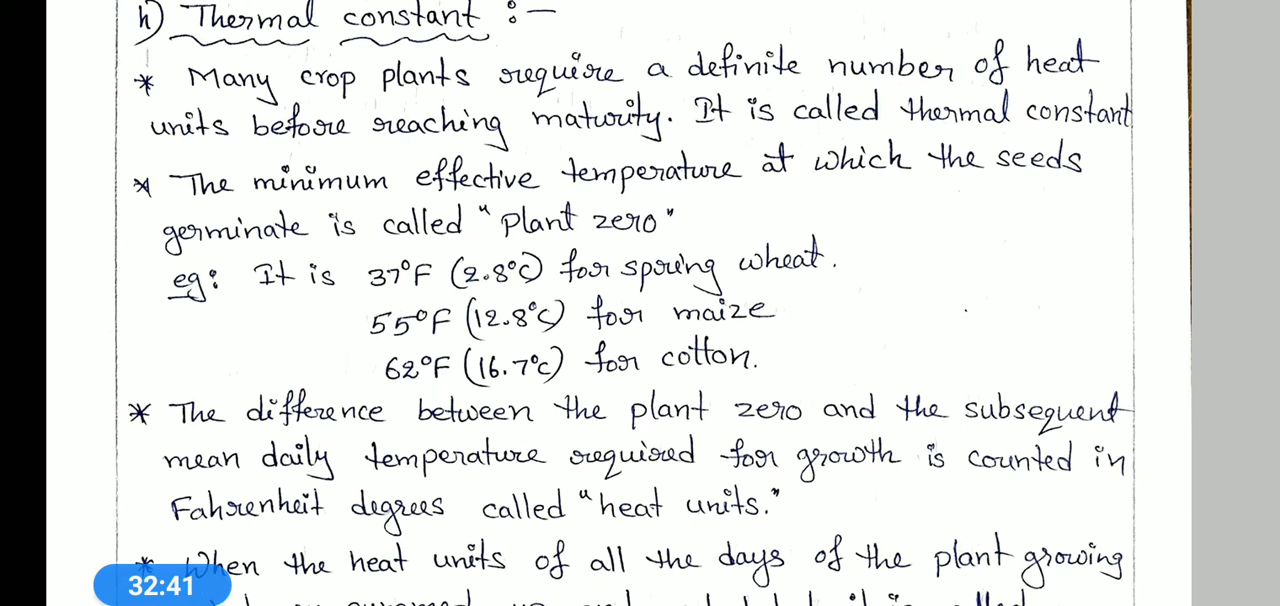 h) Thermal constant :-
* Many crop plants require a definite number of heat
units before reaching maturity. It is called thermal constant
* The minimum effective temperature at which the seeds
germinate is called "Plant zero"
eg: It is 37°F (2.8°C) for spring wheat.
55°F (12.8°C) for maize
62°F (16.7°C) for cotton.
* The difference between the plant zero and the subsequent
mean daily temperature required for growth is counted in
Fahrenheit degrees called "heat units."
* When the heat units of all the days of the plant growing
32:41